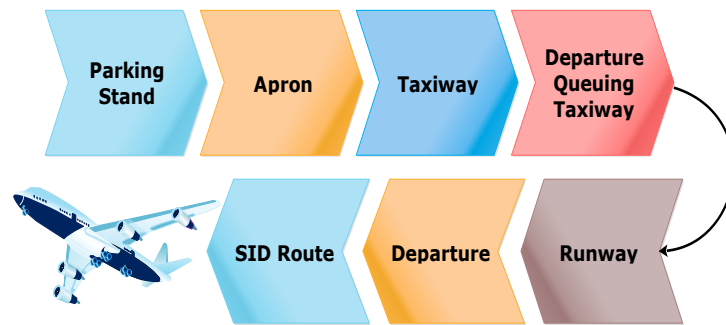 Parking
Stand
Apron
Taxiway
Departure
Queuing
Taxiway
Runway
Departure
SID Route